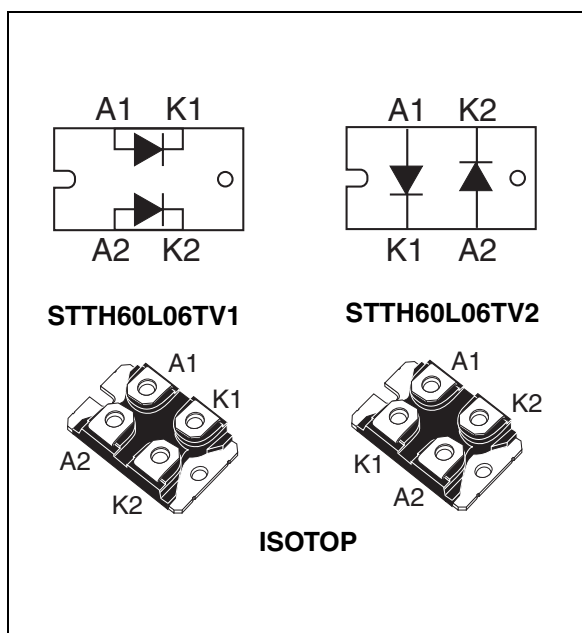 A1 K1
A2 K2
A1 K2
K1 A2
STTH60L06TV1
STTH60L06TV2
A1
K1
A2
K2
A1
K2
K1
A2
ISOTOP